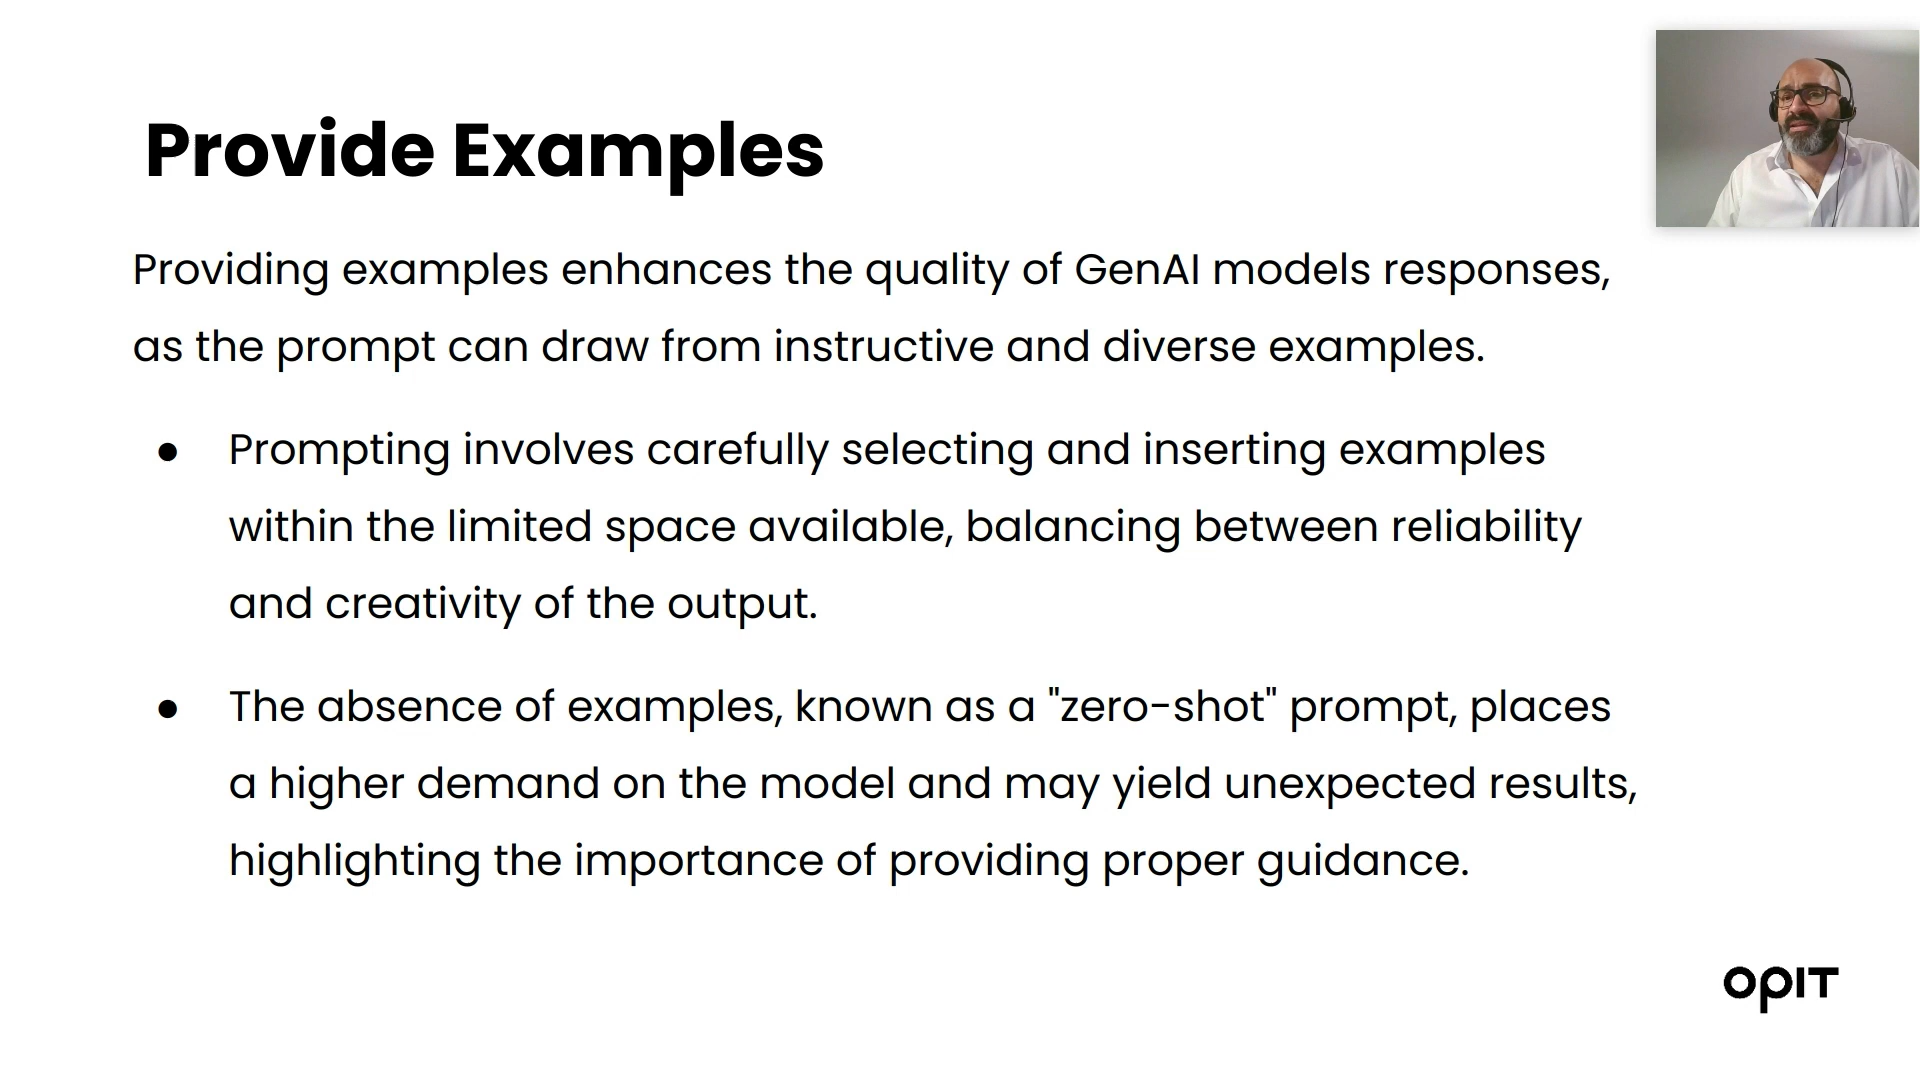 Provide Examples
Providing examples enhances the quality of GenAI models responses,
as the prompt can draw from instructive and diverse examples.
● Prompting involves carefully selecting and inserting examples
within the limited space available, balancing between reliability
and creativity of the output.
● The absence of examples, known as a "zero-shot" prompt, places
a higher demand on the model and may yield unexpected results,
highlighting the importance of providing proper guidance.
OPIT